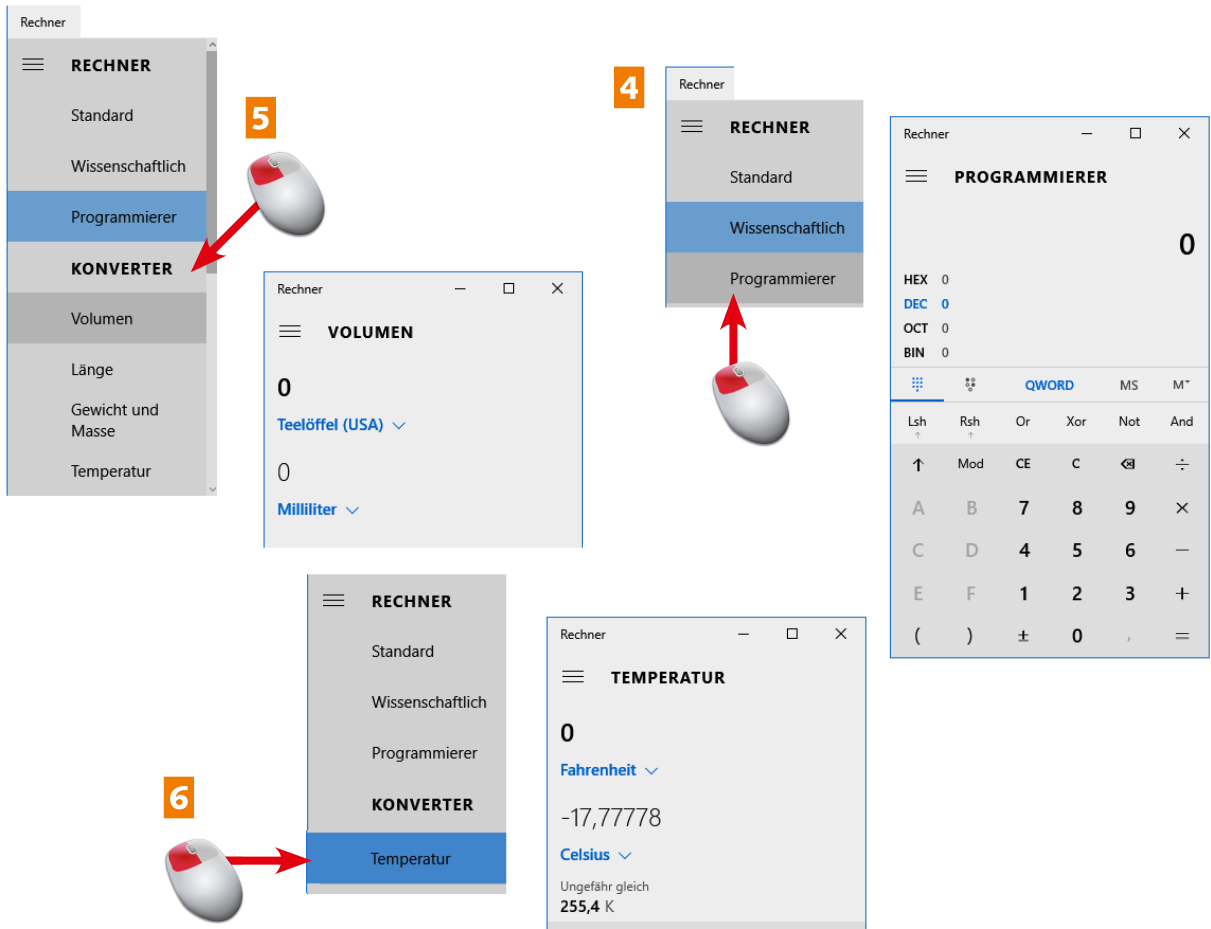 Rechner
RECHNER
Standard
Wissenschaftlich
Programmierer
KONVERTER
Volumen
Länge
Gewicht und
Masse
Temperatur
5
Rechner
VOLUMEN
0
Teelöffel (USA)
0
Milliliter
4
Rechner
RECHNER
Standard
Wissenschaftlich
Programmierer
Rechner
PROGRAMMIERER
0
HEX 0
DEC 0
OCT 0
BIN 0
QWORD MS M˅
Lsh Rsh Or Xor Not And
↑ ↑
↑ Mod CE C ⌫ ÷
A B 7 8 9 ×
C D 4 5 6 −
E F 1 2 3 +
( ) ± 0 , =
6
RECHNER
Standard
Wissenschaftlich
Programmierer
KONVERTER
Temperatur
Rechner
TEMPERATUR
0
Fahrenheit
-17,77778
Celsius
Ungefähr gleich
255,4 K